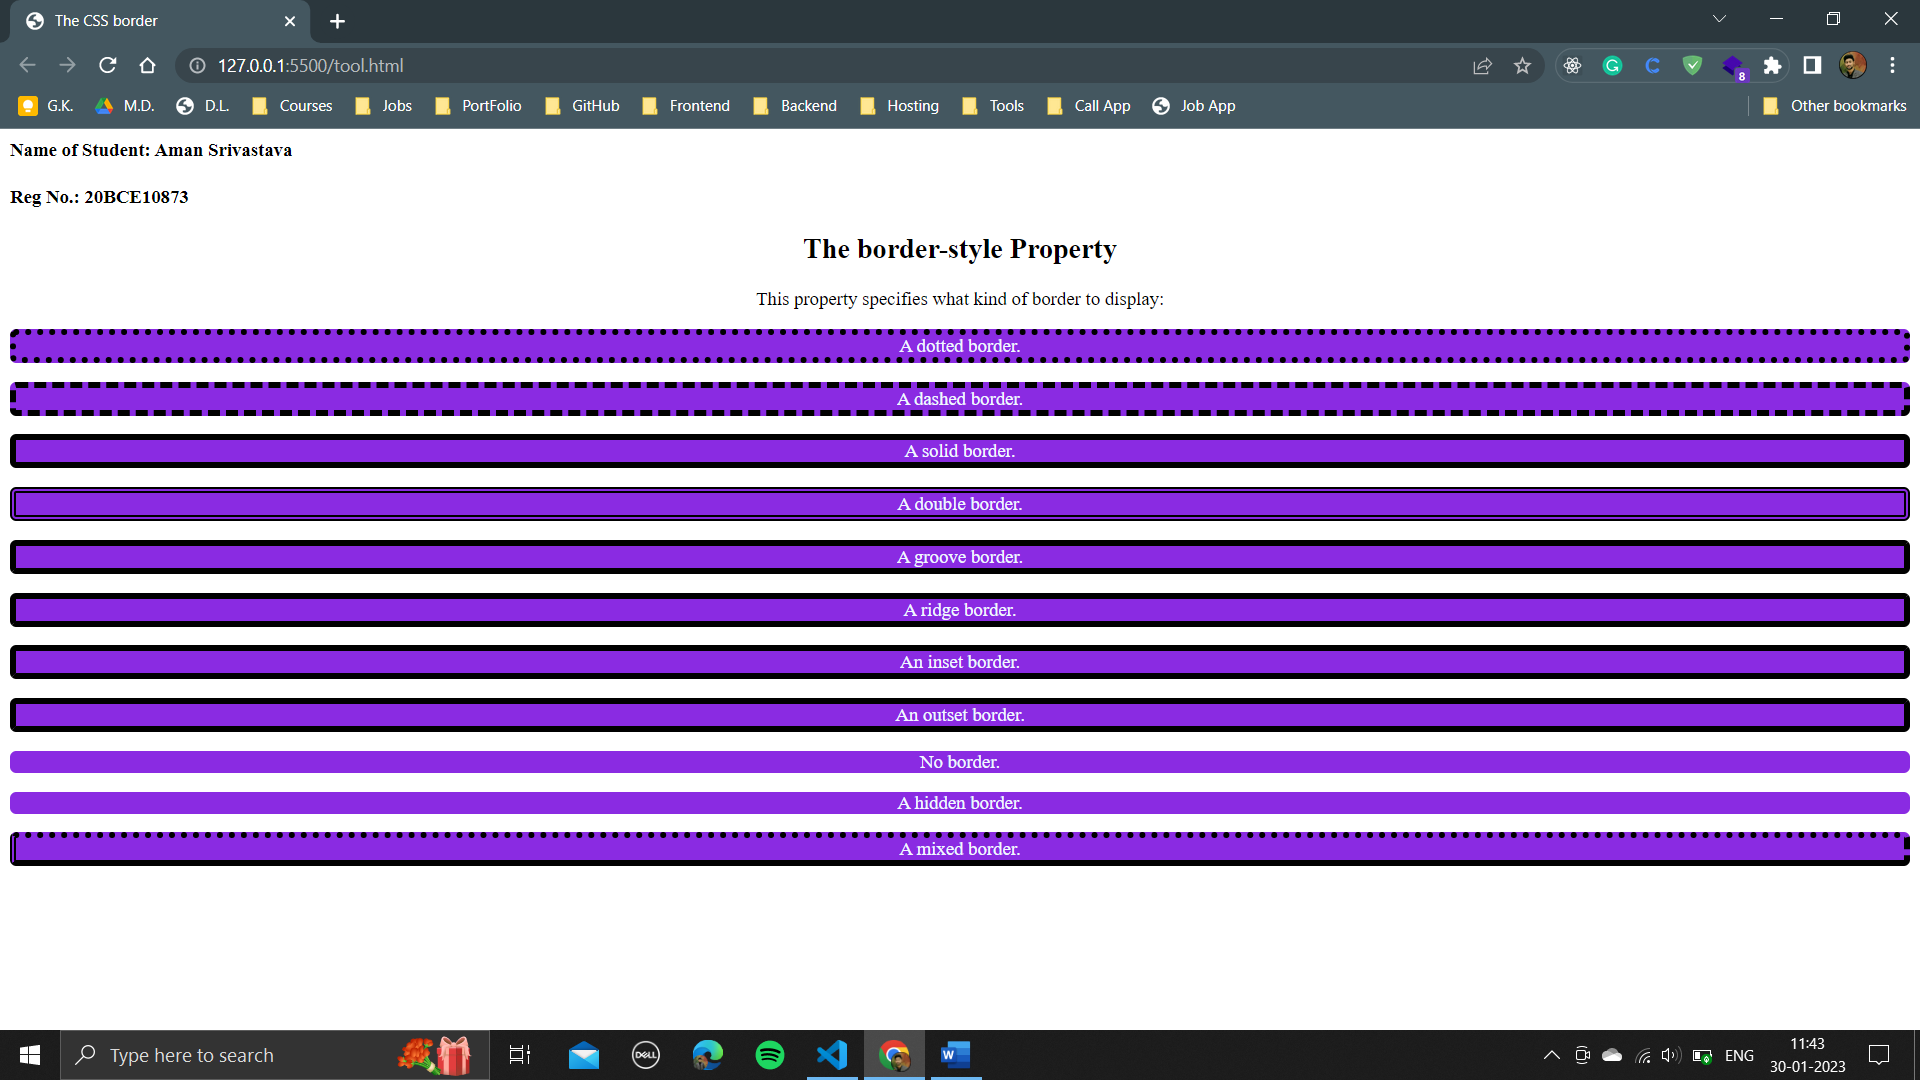 The CSS border
127.0.0.1:5500/tool.html
8
G.K. M.D. D.L. Courses Jobs PortFolio GitHub Frontend Backend Hosting Tools Call App Job App Other bookmarks
Name of Student: Aman Srivastava
Reg No.: 20BCE10873
The border-style Property
This property specifies what kind of border to display:
A dotted border.
A dashed border.
A solid border.
A double border.
A groove border.
A ridge border.
An inset border.
An outset border.
No border.
A hidden border.
A mixed border.
Type here to search
DELL
W
ENG
11:43
30-01-2023